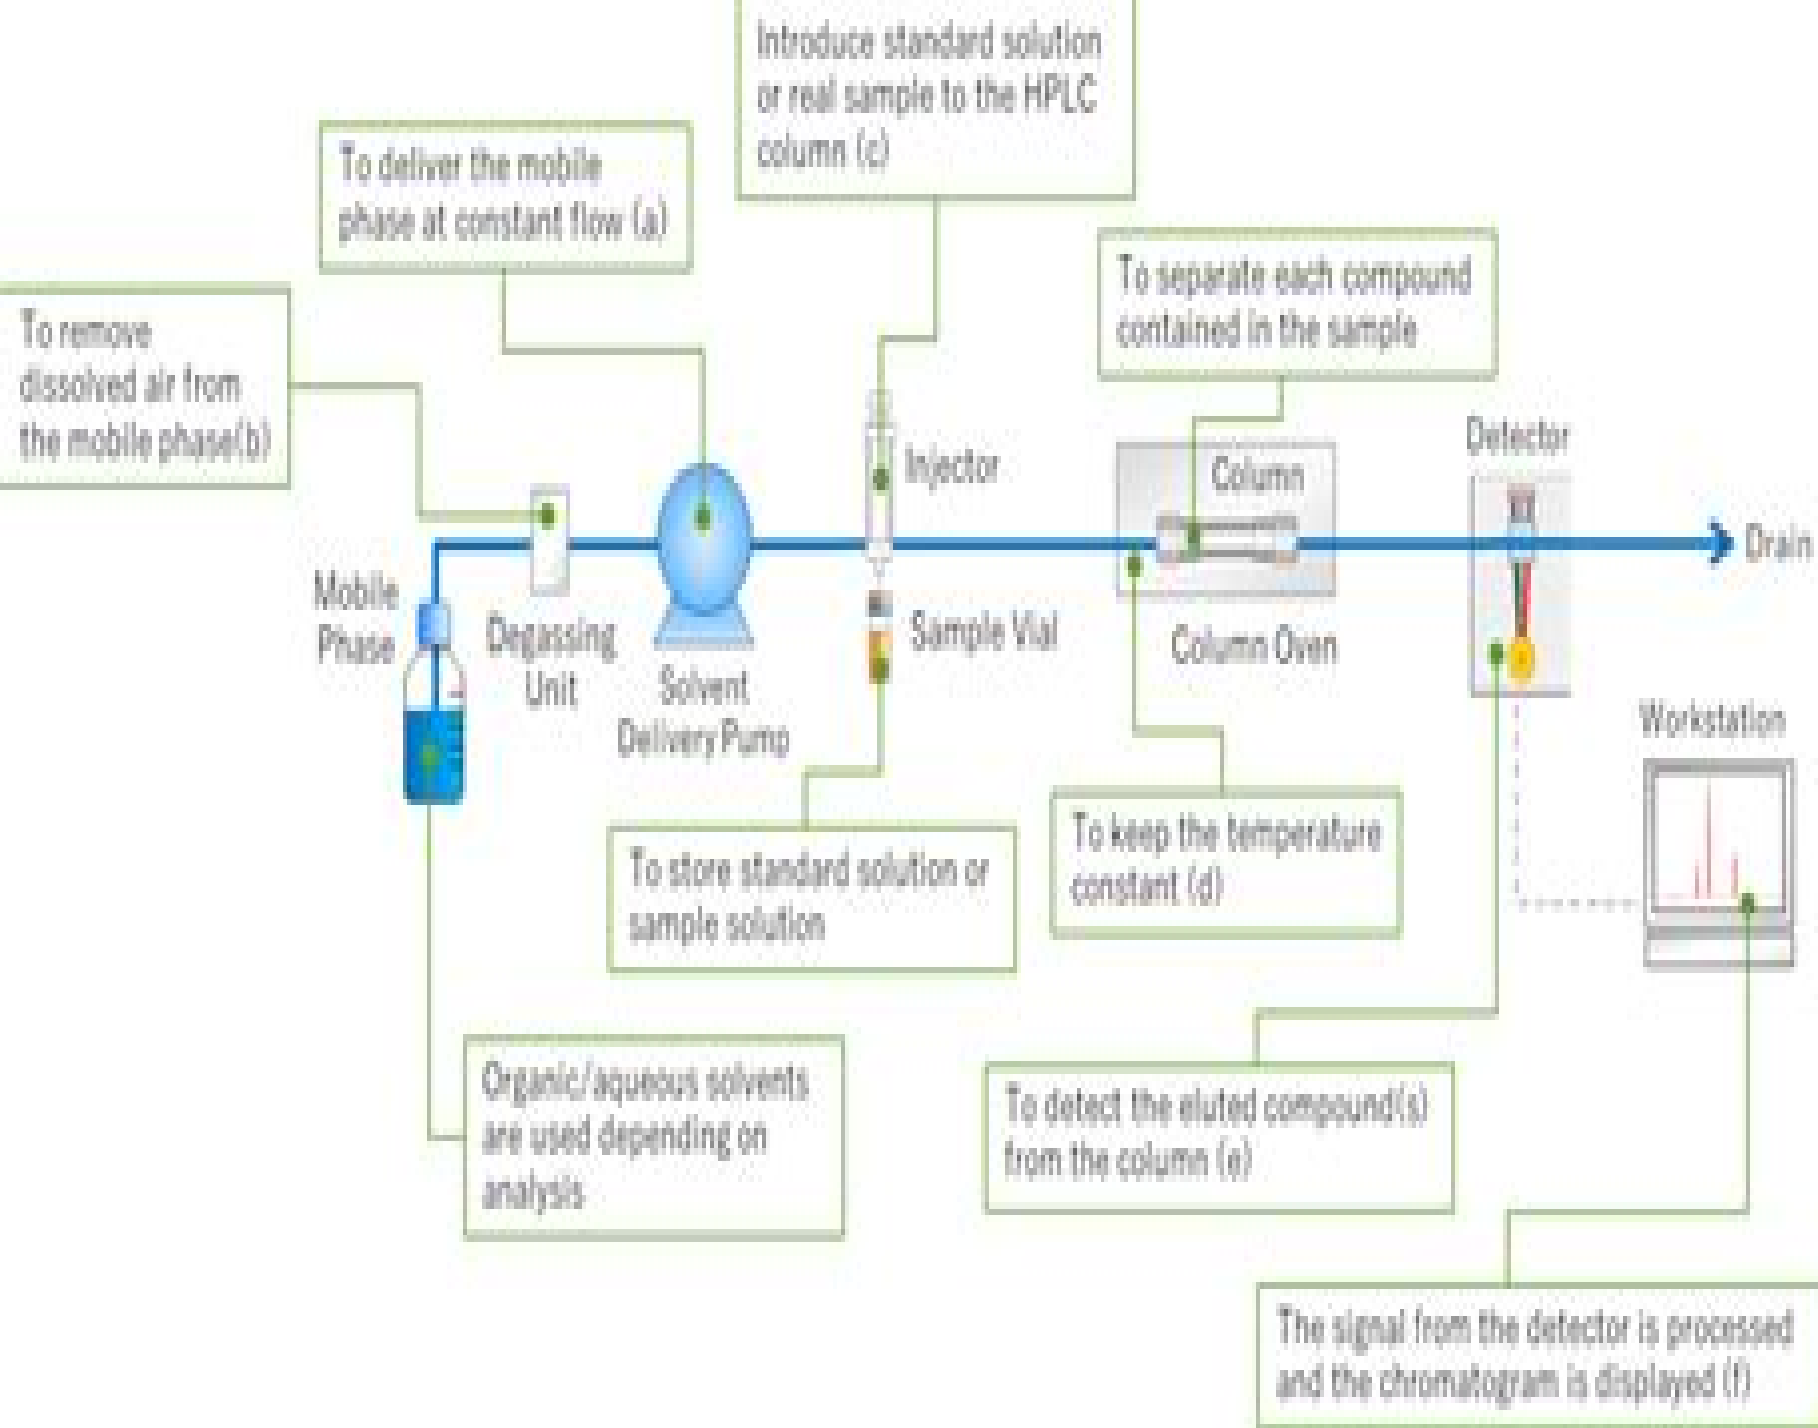 Introduce standard solution
or real sample to the HPLC
column (c)
To deliver the mobile
phase at constant flow (a)
To separate each compound
contained in the sample
To remove
dissolved air from
the mobile phase(b)
Detector
Injector
Column
Drain
Mobile
Phase
Degassing
Unit
Solvent
Delivery Pump
Sample Vial
Column Oven
Workstation
To store standard solution or
sample solution
To keep the temperature
constant (d)
Organic/aqueous solvents
are used depending on
analysis
To detect the eluted compound(s)
from the column (e)
The signal from the detector is processed
and the chromatogram is displayed (f)